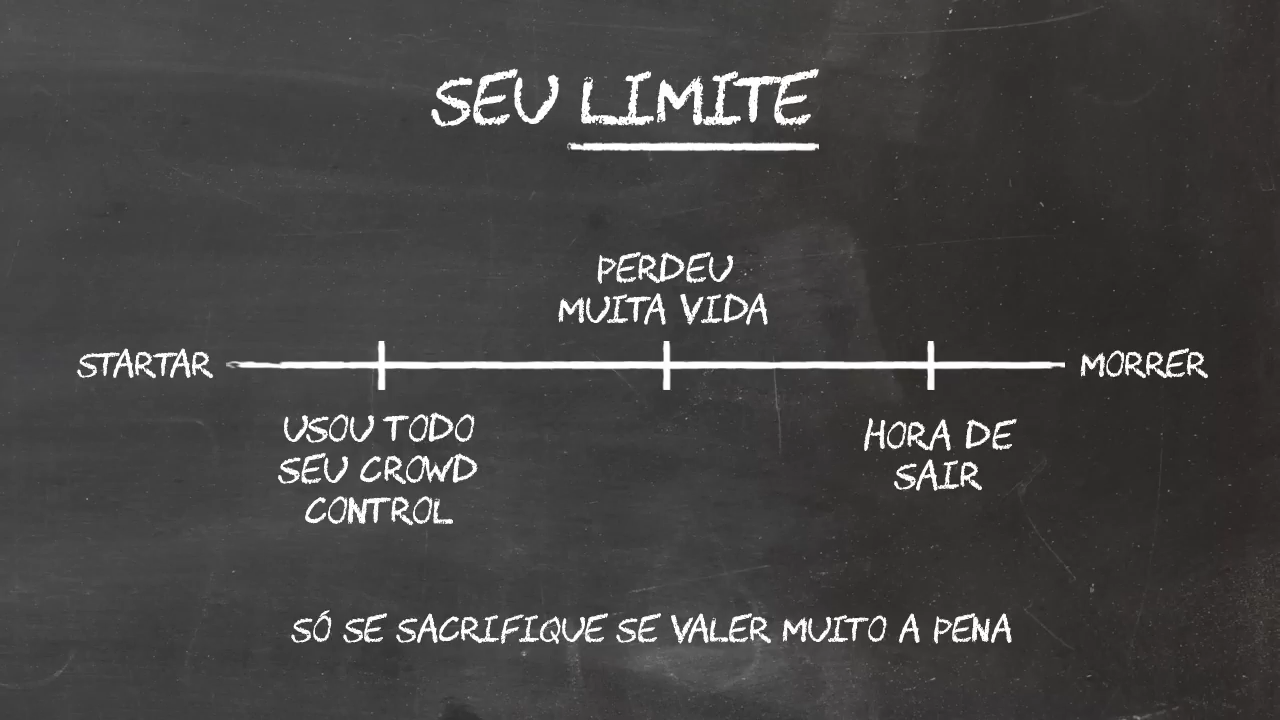 SEU LIMITE
PERDEU
MUITA VIDA
STARTAR
MORRER
USOU TODO
SEU CROWD
CONTROL
HORA DE
SAIR
SÓ SE SACRIFIQUE SE VALER MUITO A PENA